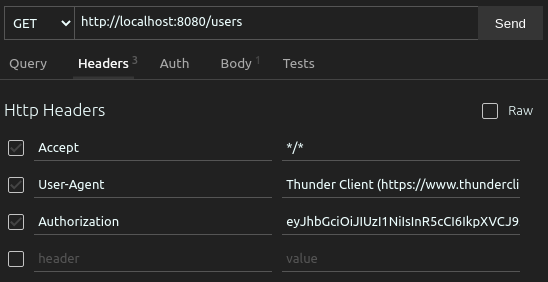 GET http://localhost:8080/users Send
Query Headers 3 Auth Body 1 Tests
Http Headers Raw
Accept */*
User-Agent Thunder Client (https://www.thundercli
Authorization eyJhbGciOiJIUzI1NiIsInR5cCI6IkpXVCJ9
header value